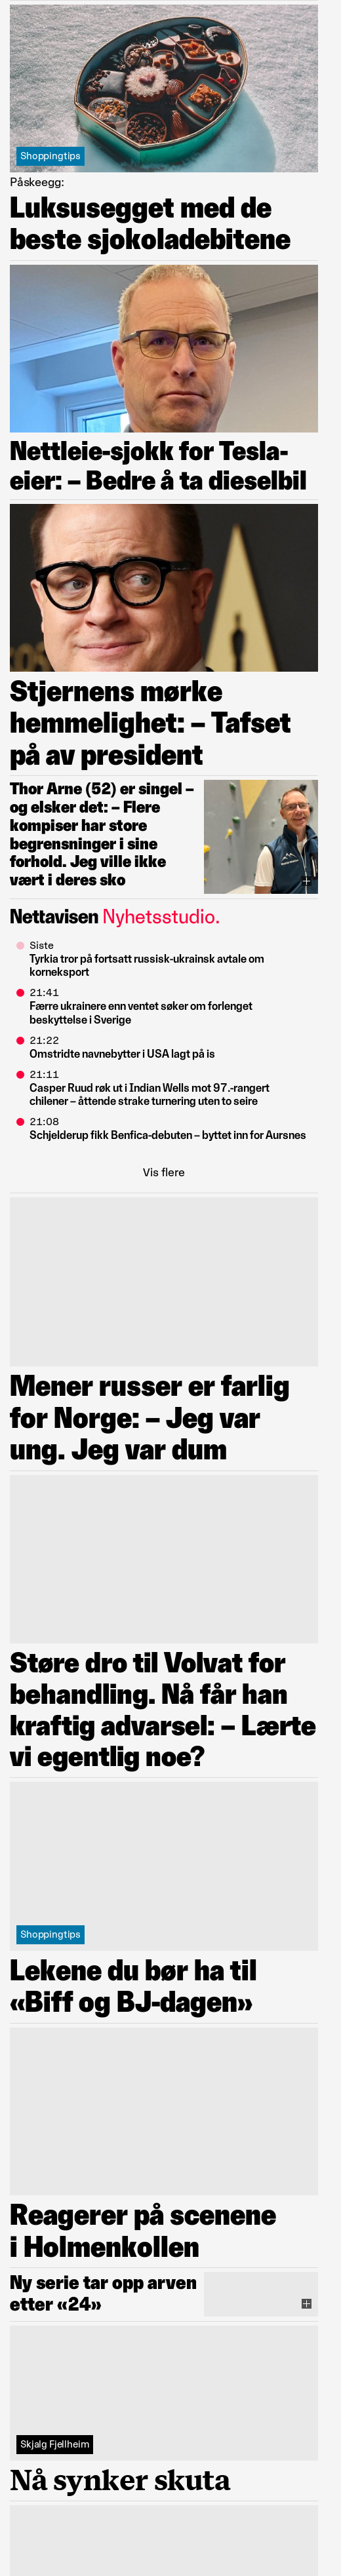 Shoppingtips
Påskeegg:
Luksusegget med de
beste sjokoladebitene
Nettleie-sjokk for Tesla-
eier: – Bedre å ta dieselbil
Stjernens mørke
hemmelighet: – Tafset
på av president
Thor Arne (52) er singel –
og elsker det: – Flere
kompiser har store
begrensninger i sine
forhold. Jeg ville ikke
vært i deres sko
Nettavisen Nyhetsstudio.
Siste
Tyrkia tror på fortsatt russisk-ukrainsk avtale om
korneksport
21:41
Færre ukrainere enn ventet søker om forlenget
beskyttelse i Sverige
21:22
Omstridte navnebytter i USA lagt på is
21:11
Casper Ruud røk ut i Indian Wells mot 97.-rangert
chilener – åttende strake turnering uten to seire
21:08
Schjelderup fikk Benfica-debuten – byttet inn for Aursnes
Vis flere
Mener russer er farlig
for Norge: – Jeg var
ung. Jeg var dum
Støre dro til Volvat for
behandling. Nå får han
kraftig advarsel: – Lærte
vi egentlig noe?
Shoppingtips
Lekene du bør ha til
«Biff og BJ-dagen»
Reagerer på scenene
i Holmenkollen
Ny serie tar opp arven
etter «24»
Skjalg Fjellheim
Nå synker skuta